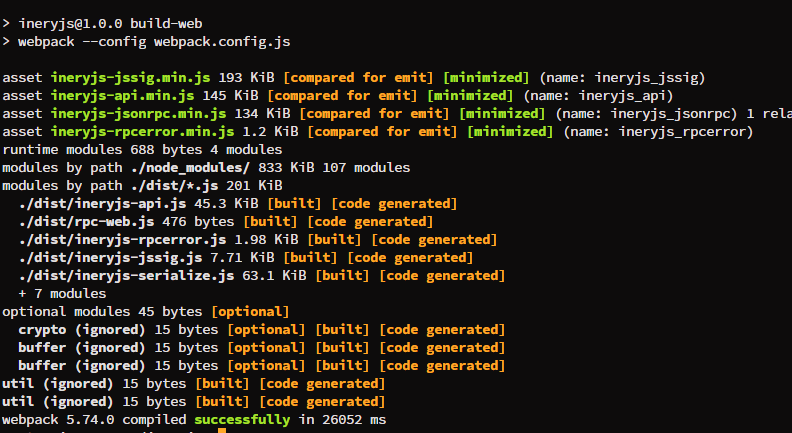 > ineryjs@1.0.0 build-web
> webpack --config webpack.config.js
asset ineryjs-jssig.min.js 193 KiB [compared for emit] [minimized] (name: ineryjs_jssig)
asset ineryjs-api.min.js 145 KiB [compared for emit] [minimized] (name: ineryjs_api)
asset ineryjs-jsonrpc.min.js 134 KiB [compared for emit] [minimized] (name: ineryjs_jsonrpc) 1 rela
asset ineryjs-rpcerror.min.js 1.2 KiB [compared for emit] [minimized] (name: ineryjs_rpcerror)
runtime modules 688 bytes 4 modules
modules by path ./node_modules/ 833 KiB 107 modules
modules by path ./dist/*.js 201 KiB
  ./dist/ineryjs-api.js 45.3 KiB [built] [code generated]
  ./dist/rpc-web.js 476 bytes [built] [code generated]
  ./dist/ineryjs-rpcerror.js 1.98 KiB [built] [code generated]
  ./dist/ineryjs-jssig.js 7.71 KiB [built] [code generated]
  ./dist/ineryjs-serialize.js 63.1 KiB [built] [code generated]
  + 7 modules
optional modules 45 bytes [optional]
  crypto (ignored) 15 bytes [optional] [built] [code generated]
  buffer (ignored) 15 bytes [optional] [built] [code generated]
  buffer (ignored) 15 bytes [optional] [built] [code generated]
util (ignored) 15 bytes [built] [code generated]
util (ignored) 15 bytes [built] [code generated]
webpack 5.74.0 compiled successfully in 26052 ms